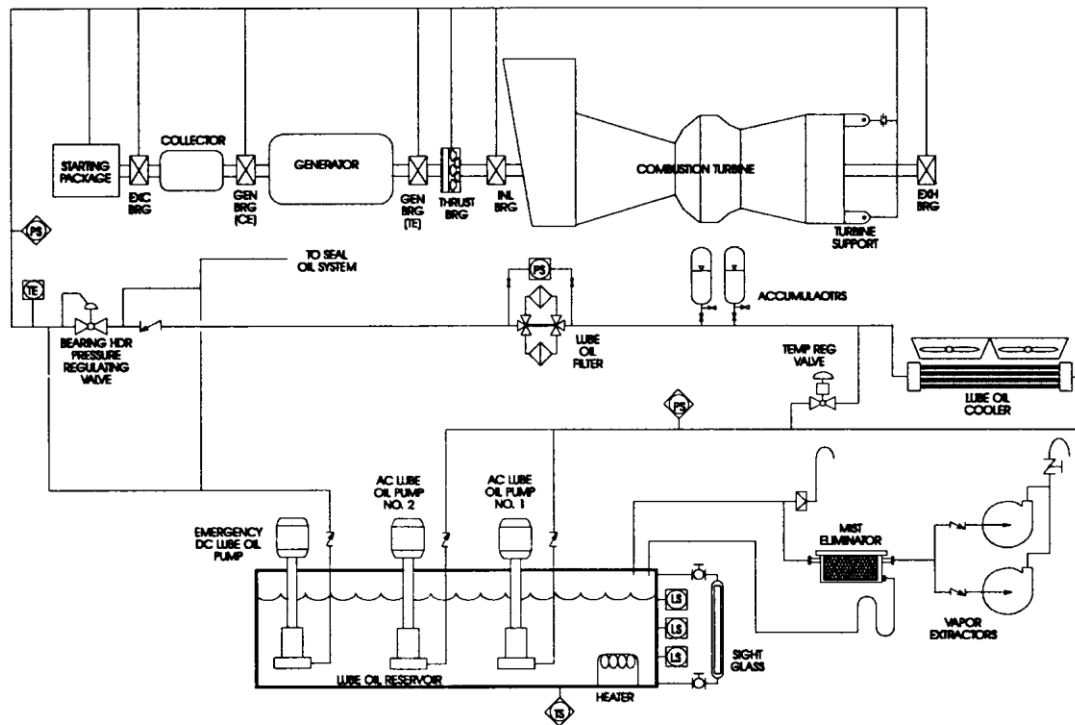 STARTING
PACKAGE
EXC
BRG
COLLECTOR
GEN
BRG
(CE)
GENERATOR
GEN
BRG
(TE)
THRUST
BRG
INL
BRG
COMBUSTION TURBINE
TURBINE
SUPPORT
EXH
BRG
PS
TO SEAL
OIL SYSTEM
TE
BEARING HDR
PRESSURE
REGULATING
VALVE
PS
LUBE
OIL
FILTER
ACCUMULAOTRS
TEMP REG
VALVE
LUBE OIL
COOLER
PS
EMERGENCY
DC LUBE OIL
PUMP
AC LUBE
OIL PUMP
NO. 2
AC LUBE
OIL PUMP
NO. 1
MIST
ELIMINATOR
VAPOR
EXTRACTORS
LS
LS
LS
SIGHT
GLASS
LUBE OIL RESERVOIR
HEATER
TS